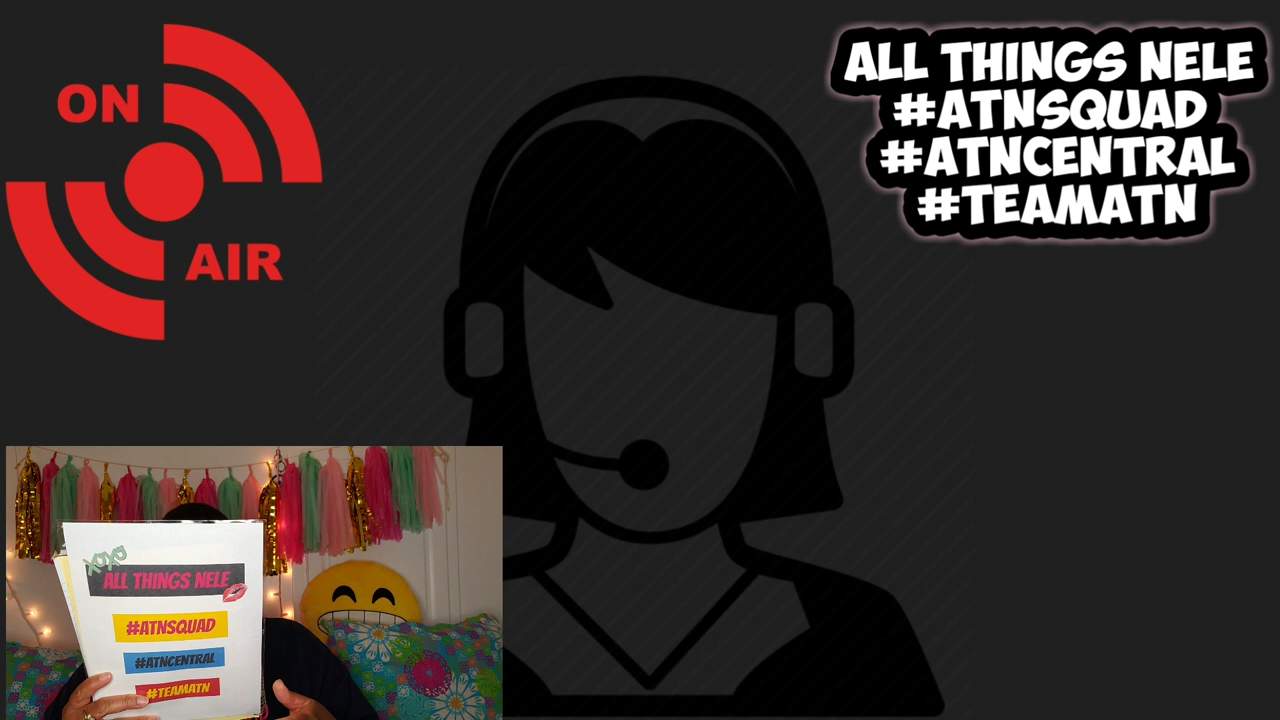 ON
AIR
ALL THINGS NELE
#ATNSQUAD
#ATNCENTRAL
#TEAMATN
XOXO
ALL THINGS NELE
#ATNSQUAD
#ATNCENTRAL
#TEAMATN